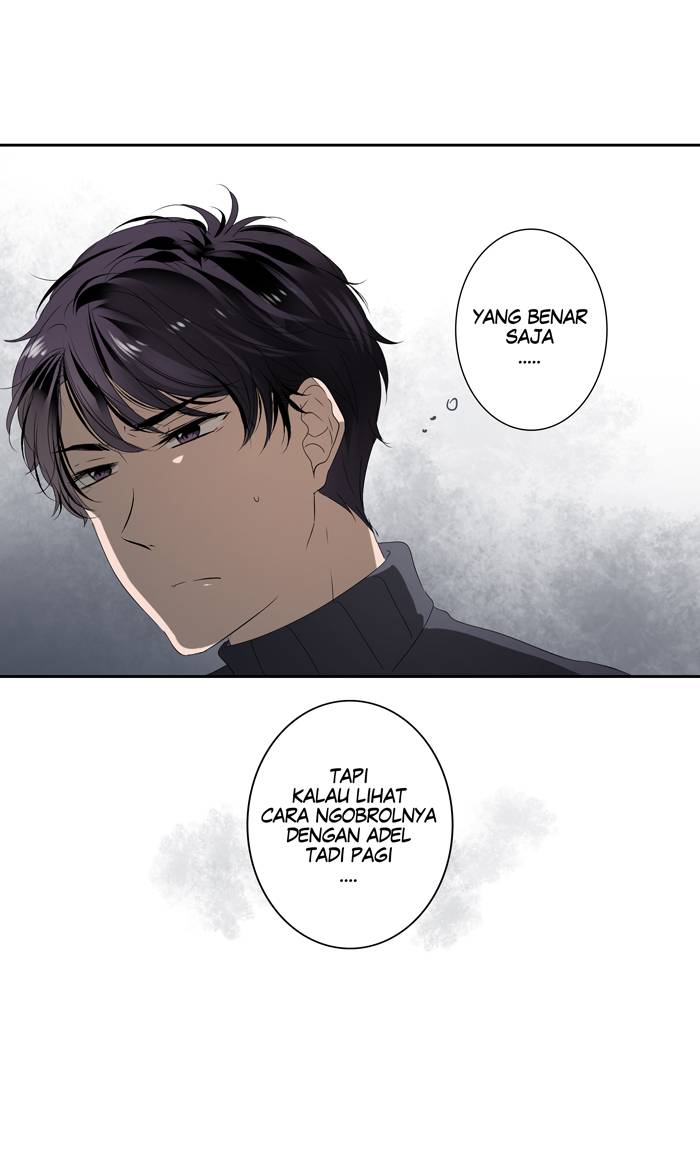 YANG BENAR
SAJA
.....
TAPI
KALAU LIHAT
CARA NGOBROLNYA
DENGAN ADEL
TADI PAGI
....